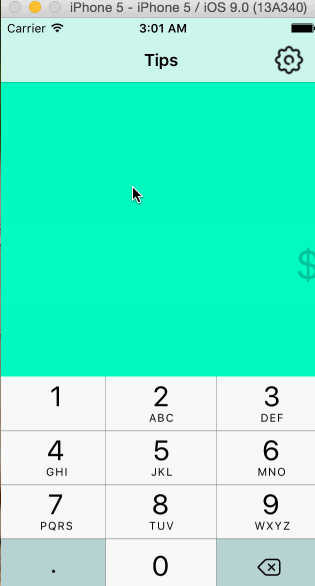 iPhone 5 - iPhone 5 / iOS 9.0 (13A340)
Carrier 3:01 AM
Tips
$
1 2 3
ABC DEF
4 5 6
GHI JKL MNO
7 8 9
PQRS TUV WXYZ
. 0